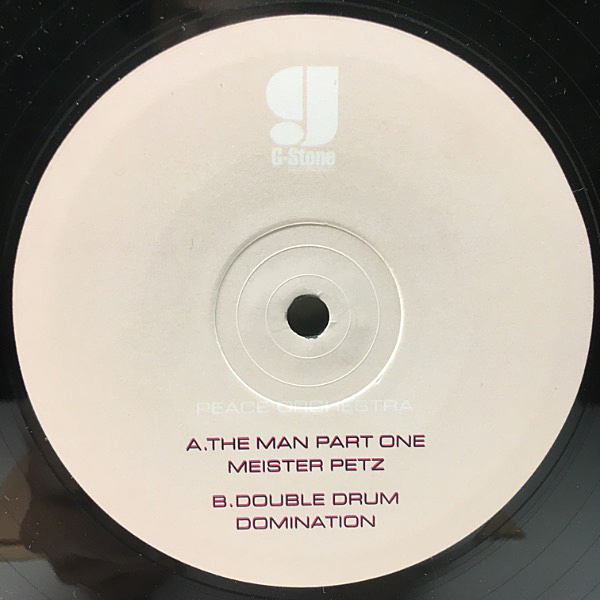 g
G-Stone
PEACE ORCHESTRA
A.THE MAN PART ONE
MEISTER PETZ
B.DOUBLE DRUM
DOMINATION